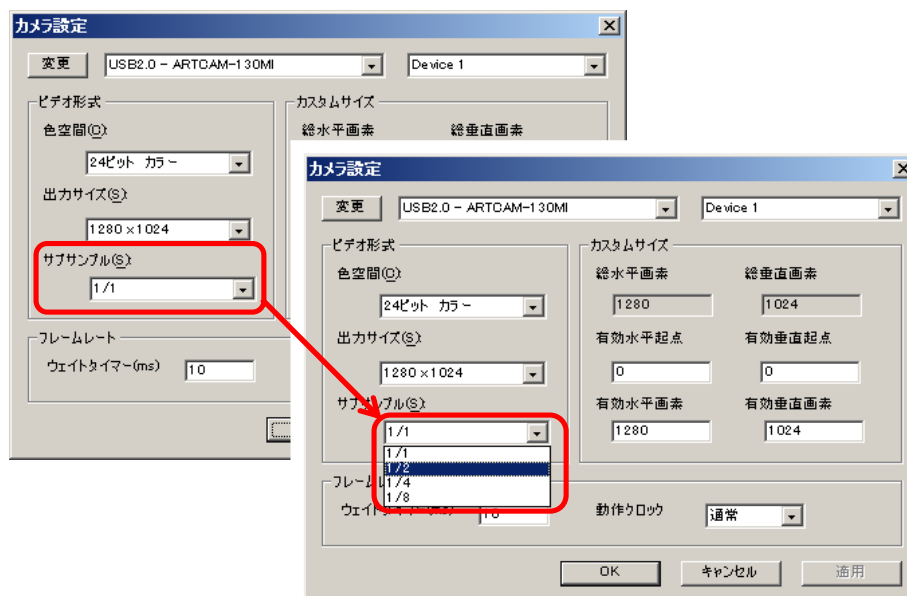 カメラ設定
変更 USB2.0 - ARTCAM-130MI Device 1
ビデオ形式 カスタムサイズ
色空間(C): 総水平画素 総垂直画素
24ビット カラー
出力サイズ(S):
1280×1024
サブサンプル(S):
1/1
フレームレート
ウェイトタイマー(ms) 10
カメラ設定
変更 USB2.0 - ARTCAM-130MI Device 1
ビデオ形式 カスタムサイズ
色空間(C): 総水平画素 総垂直画素
24ビット カラー 1280 1024
出力サイズ(S): 有効水平起点 有効垂直起点
1280×1024 0 0
サブサンプル(S): 有効水平画素 有効垂直画素
1/1 1280 1024
1/1
1/2
1/4
1/8
動作クロック 通常
OK キャンセル 適用